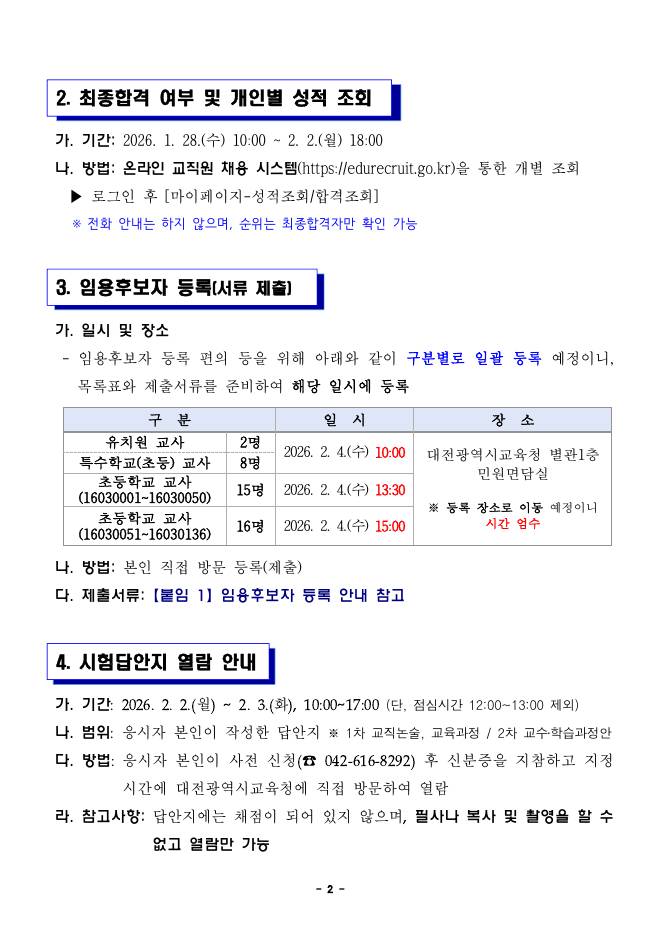 2. 최종합격 여부 및 개인별 성적 조회
가. 기간: 2026. 1. 28.(수) 10:00 ~ 2. 2.(월) 18:00
나. 방법: 온라인 교직원 채용 시스템(https://edurecruit.go.kr)을 통한 개별 조회
▶ 로그인 후 [마이페이지-성적조회/합격조회]
※ 전화 안내는 하지 않으며, 순위는 최종합격자만 확인 가능
3. 임용후보자 등록(서류 제출)
가. 일시 및 장소
- 임용후보자 등록 편의 등을 위해 아래와 같이 구분별로 일괄 등록 예정이니,
목록표와 제출서류를 준비하여 해당 일시에 등록
구 분 일 시 장 소
유치원 교사 2명 2026. 2. 4.(수) 10:00
특수학교(초등) 교사 8명
초등학교 교사
(16030001~16030050) 15명 2026. 2. 4.(수) 13:30
초등학교 교사
(16030051~16030136) 16명 2026. 2. 4.(수) 15:00
대전광역시교육청 별관1층
민원면담실
※ 등록 장소로 이동 예정이니
시간 엄수
나. 방법: 본인 직접 방문 등록(제출)
다. 제출서류: 【붙임 1】 임용후보자 등록 안내 참고
4. 시험답안지 열람 안내
가. 기간: 2026. 2. 2.(월) ~ 2. 3.(화), 10:00~17:00 (단, 점심시간 12:00~13:00 제외)
나. 범위: 응시자 본인이 작성한 답안지 ※ 1차 교직논술, 교육과정 / 2차 교수·학습과정안
다. 방법: 응시자 본인이 사전 신청(☎ 042-616-8292) 후 신분증을 지참하고 지정
시간에 대전광역시교육청에 직접 방문하여 열람
라. 참고사항: 답안지에는 채점이 되어 있지 않으며, 필사나 복사 및 촬영을 할 수
없고 열람만 가능
- 2 -